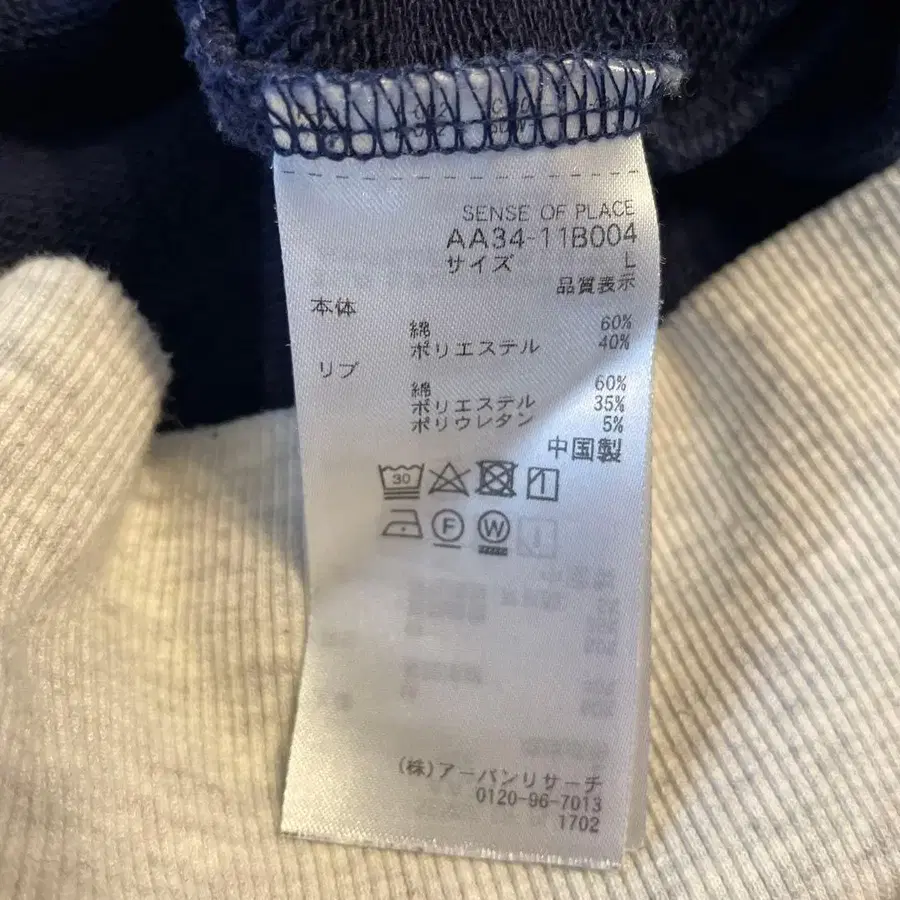 SENSE OF PLACE
AA34-11B004
サイズ L
品質表示
本体
綿 60%
ポリエステル 40%
リブ
綿 60%
ポリエステル 35%
ポリウレタン 5%
中国製
30
F W
(株)アーバンリサーチ
0120-96-7013
1702